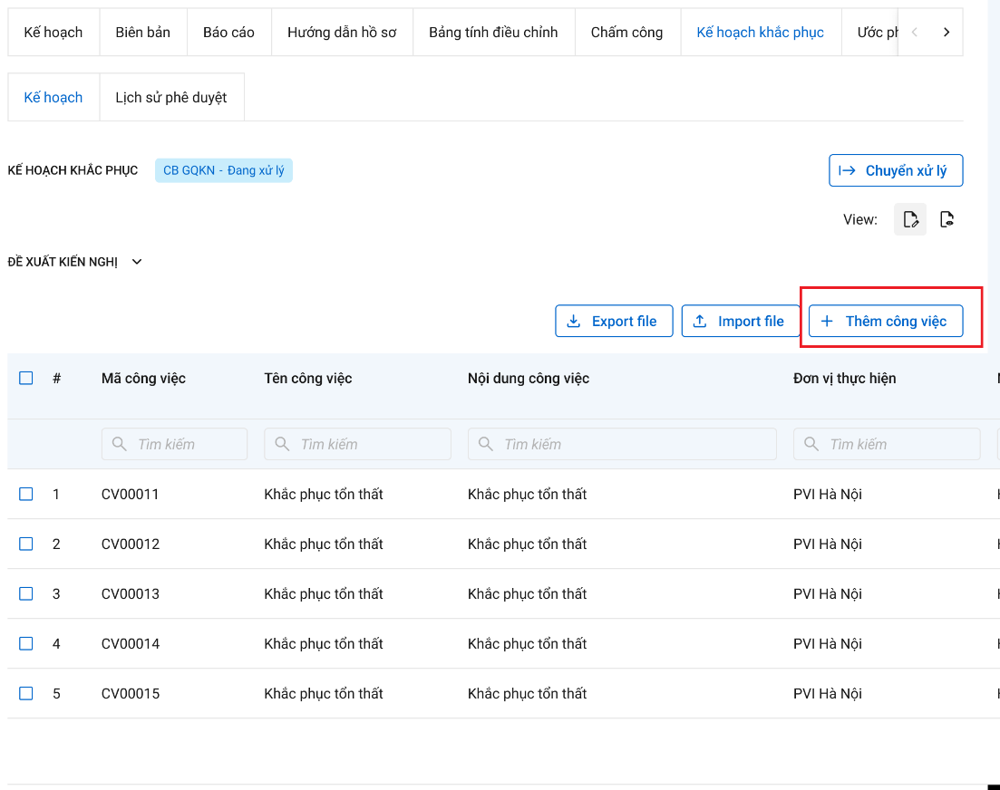 Kế hoạch Biên bản Báo cáo Hướng dẫn hồ sơ Bảng tính điều chỉnh Chấm công Kế hoạch khắc phục Ước
Kế hoạch Lịch sử phê duyệt
KẾ HOẠCH KHẮC PHỤC CB GQKN - Đang xử lý Chuyển xử lý
View:
ĐỀ XUẤT KIẾN NGHỊ
Export file Import file + Thêm công việc
# Mã công việc Tên công việc Nội dung công việc Đơn vị thực hiện
Tìm kiếm Tìm kiếm Tìm kiếm Tìm kiếm
1 CV00011 Khắc phục tổn thất Khắc phục tổn thất PVI Hà Nội
2 CV00012 Khắc phục tổn thất Khắc phục tổn thất PVI Hà Nội
3 CV00013 Khắc phục tổn thất Khắc phục tổn thất PVI Hà Nội
4 CV00014 Khắc phục tổn thất Khắc phục tổn thất PVI Hà Nội
5 CV00015 Khắc phục tổn thất Khắc phục tổn thất PVI Hà Nội